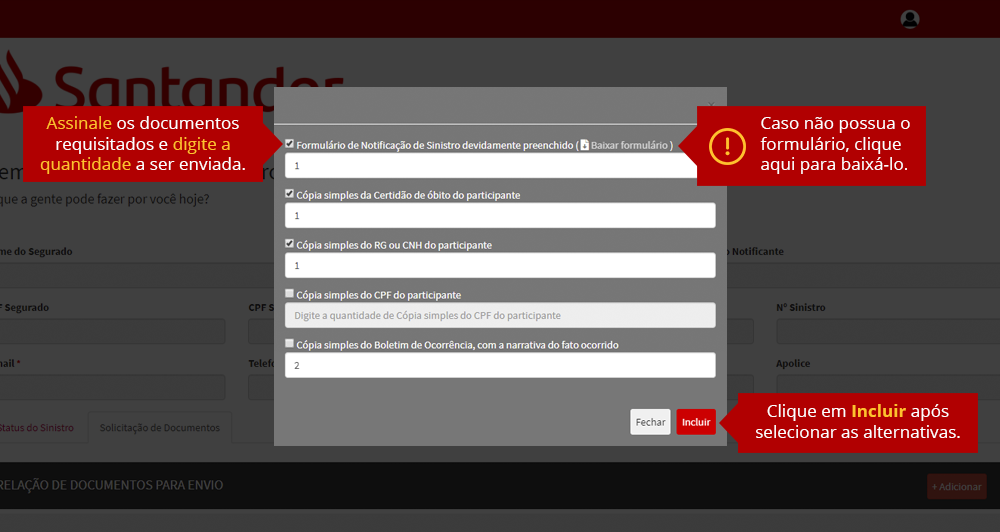 Santander
Assinale os documentos
requisitados e digite a
quantidade a ser enviada.
×
Formulário de Notificação de Sinistro devidamente preenchido ( Baixar formulário )
1
!
Caso não possua o
formulário, clique
aqui para baixá-lo.
Cópia simples da Certidão de óbito do participante
1
que a gente pode fazer por você hoje?
Cópia simples do RG ou CNH do participante
1
me do Segurado
Notificante
Cópia simples do CPF do participante
Digite a quantidade de Cópia simples do CPF do participante
F Segurado
CPF S
Nº Sinistro
Cópia simples do Boletim de Ocorrência, com a narrativa do fato ocorrido
2
mail *
Telefo
Apolice
Fechar
Incluir
Clique em Incluir após
selecionar as alternativas.
Status do Sinistro
Solicitação de Documentos
RELAÇÃO DE DOCUMENTOS PARA ENVIO
+ Adicionar